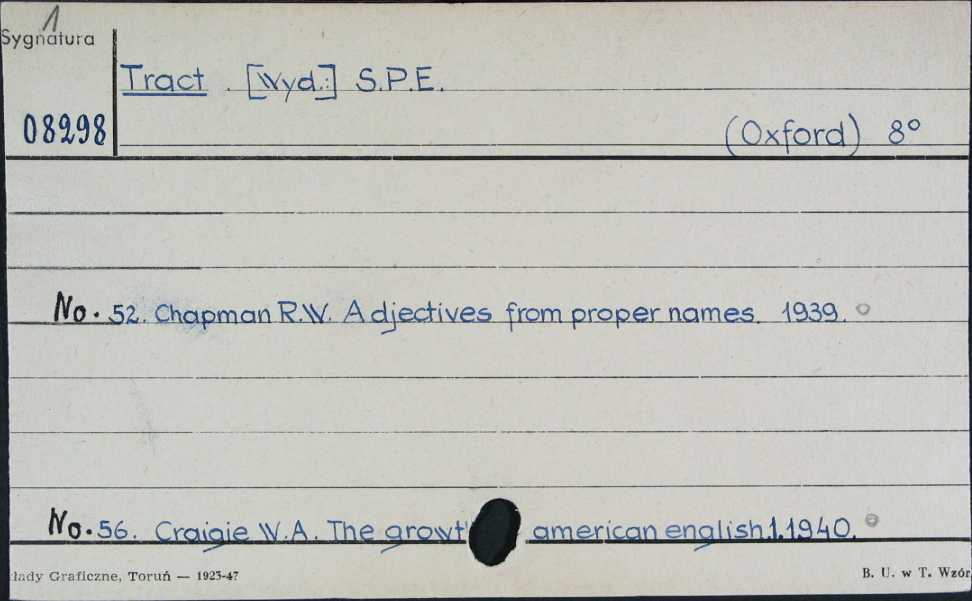 1
Sygnatura
Tract. [Wyd.:] S.P.E.
08298
(Oxford) 8°
No. 52. Chapman R.W. Adjectives from proper names. 1939.
No. 56. Craigie W.A. The growt american english.1.1940.
łady Graficzne, Toruń — 1923-47
B. U. w T. Wzór